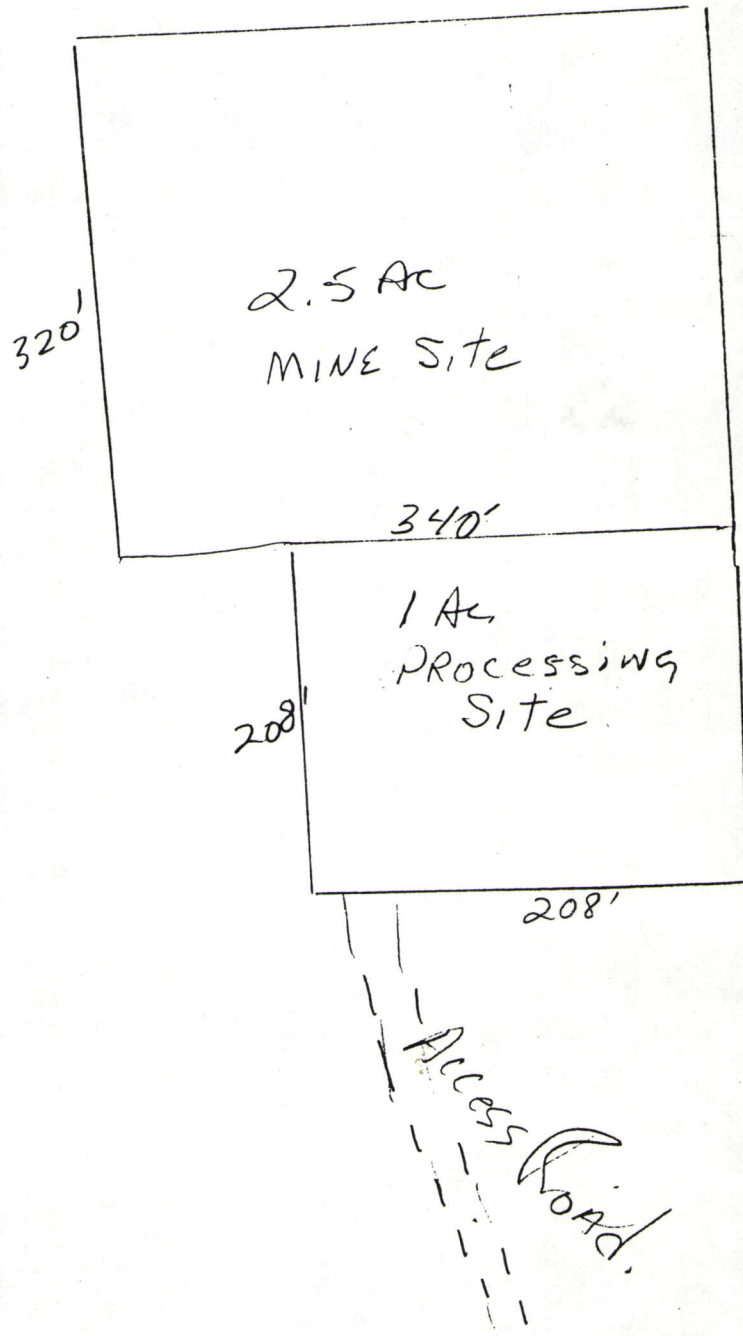 2.5 Ac
MINE Site
320'
340'
1 Ac
PROCESSING
Site
208'
208'
Access Road.